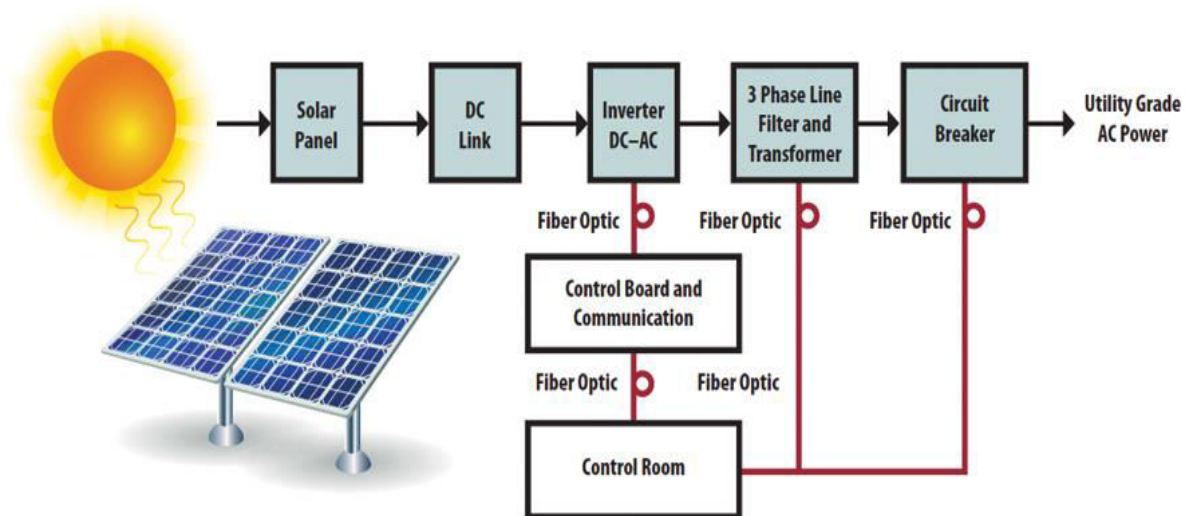 Solar
Panel
DC
Link
Inverter
DC–AC
3 Phase Line
Filter and
Transformer
Circuit
Breaker
Utility Grade
AC Power
Fiber Optic
Fiber Optic
Fiber Optic
Control Board and
Communication
Fiber Optic
Fiber Optic
Control Room